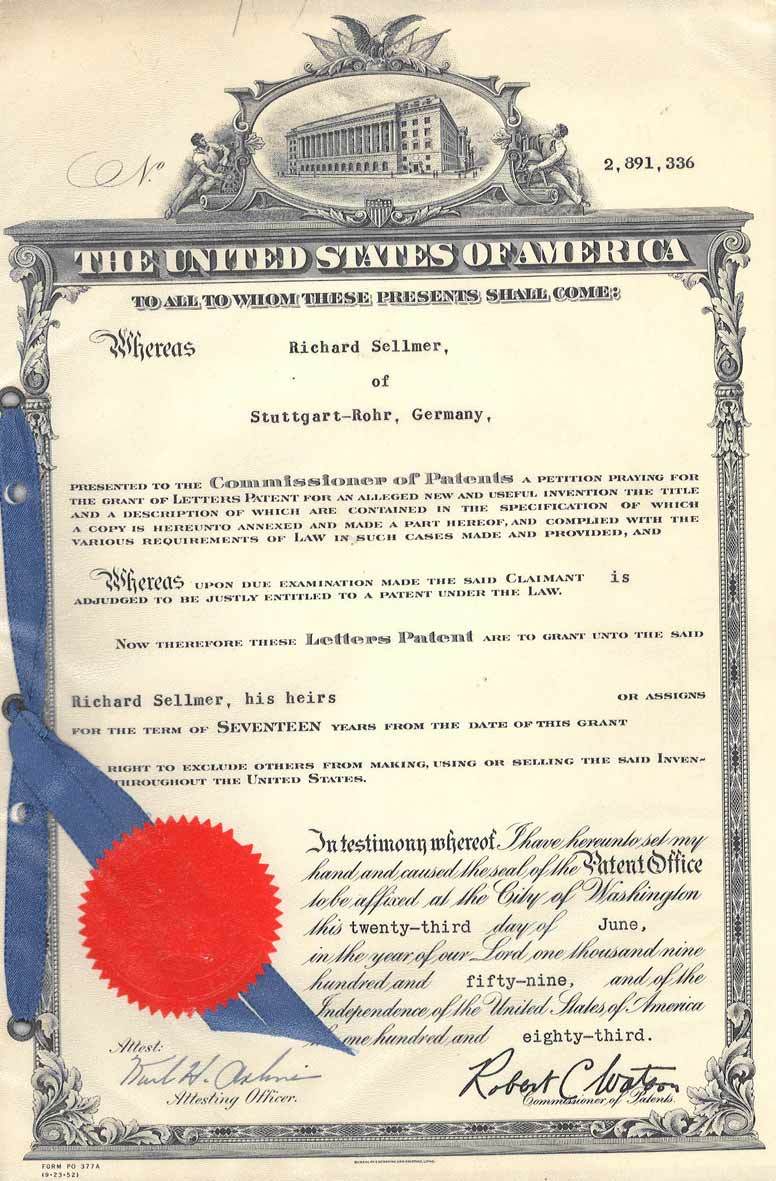 No. 2,891,336
THE UNITED STATES OF AMERICA
TO ALL TO WHOM THESE PRESENTS SHALL COME:
Whereas Richard Sellmer,
of
Stuttgart-Rohr, Germany,
PRESENTED TO THE Commissioner of Patents A PETITION PRAYING FOR
THE GRANT OF LETTERS PATENT FOR AN ALLEGED NEW AND USEFUL INVENTION THE TITLE
AND A DESCRIPTION OF WHICH ARE CONTAINED IN THE SPECIFICATION OF WHICH
A COPY IS HEREUNTO ANNEXED AND MADE A PART HEREOF, AND COMPLIED WITH THE
VARIOUS REQUIREMENTS OF LAW IN SUCH CASES MADE AND PROVIDED, AND
Whereas UPON DUE EXAMINATION MADE THE SAID CLAIMANT is
ADJUDGED TO BE JUSTLY ENTITLED TO A PATENT UNDER THE LAW.
NOW THEREFORE THESE Letters Patent ARE TO GRANT UNTO THE SAID
Richard Sellmer, his heirs OR ASSIGNS
FOR THE TERM OF SEVENTEEN YEARS FROM THE DATE OF THIS GRANT
RIGHT TO EXCLUDE OTHERS FROM MAKING, USING OR SELLING THE SAID INVEN-
THROUGHOUT THE UNITED STATES.
In testimony whereof I have hereunto set my
hand and caused the seal of the Patent Office
to be affixed at the City of Washington
this twenty-third day of June,
in the year of our Lord one thousand nine
hundred and fifty-nine, and of the
Independence of the United States of America
one hundred and eighty-third.
Attest:
Attesting Officer.
Robert C Watson
Commissioner of Patents.
FORM PO 377A
(9-23-52)